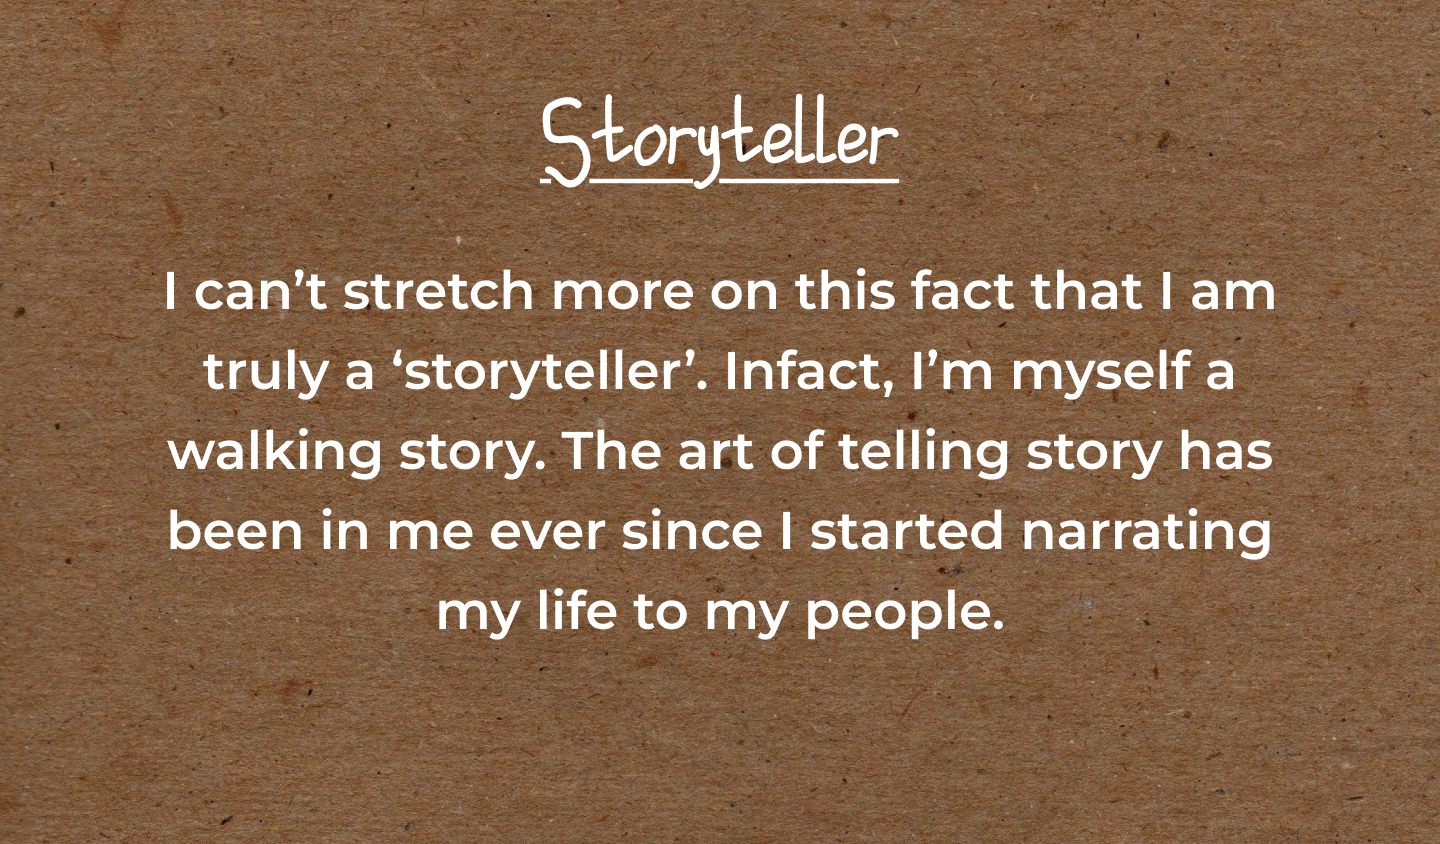 Storyteller
I can’t stretch more on this fact that I am
truly a ‘storyteller’. Infact, I’m myself a
walking story. The art of telling story has
been in me ever since I started narrating
my life to my people.